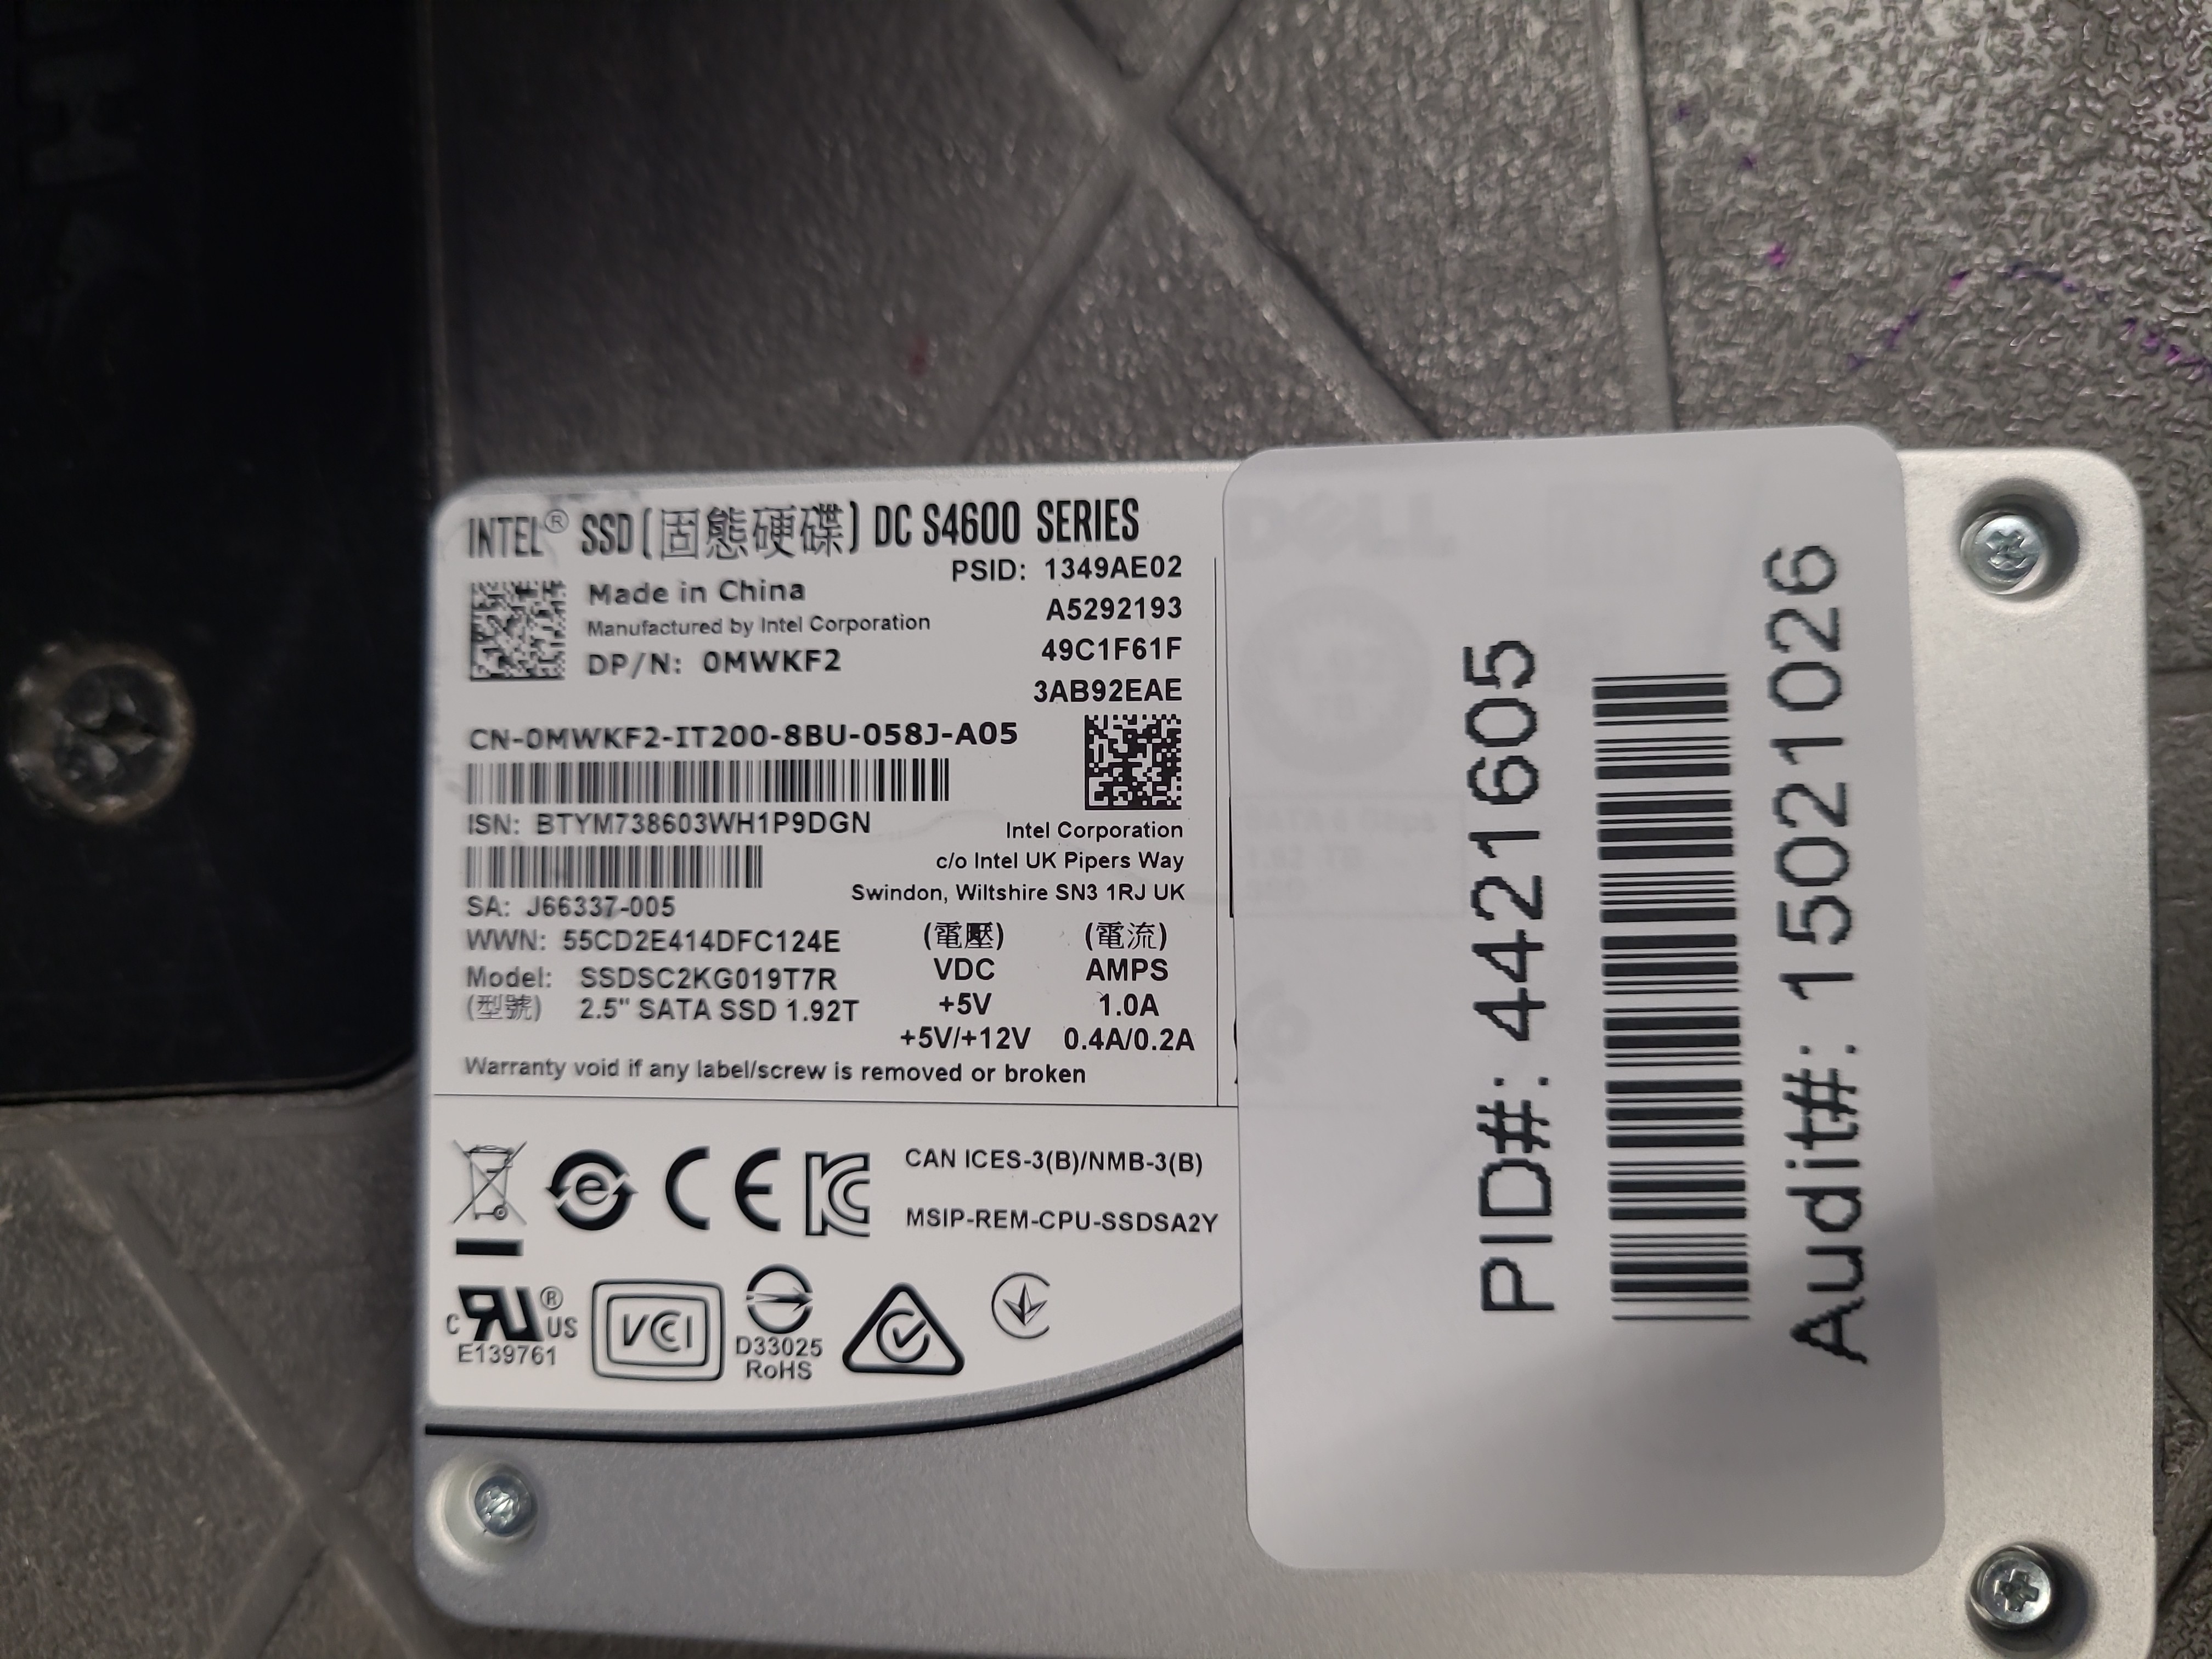 INTEL® SSD (固態硬碟) DC S4600 SERIES
Made in China
Manufactured by Intel Corporation
DP/N: 0MWKF2
PSID: 1349AE02
A5292193
49C1F61F
3AB92EAE
CN-0MWKF2-IT200-8BU-058J-A05
ISN: BTYM738603WH1P9DGN
SA: J66337-005
WWN: 55CD2E414DFC124E
Model: SSDSC2KG019T7R
(型號) 2.5" SATA SSD 1.92T
Intel Corporation
c/o Intel UK Pipers Way
Swindon, Wiltshire SN3 1RJ UK
(電壓) (電流)
VDC AMPS
+5V 1.0A
+5V/+12V 0.4A/0.2A
Warranty void if any label/screw is removed or broken
CAN ICES-3(B)/NMB-3(B)
MSIP-REM-CPU-SSDSA2Y
C US ®
E139761
VCI
D33025
RoHS
PID#: 4421605
Audit#: 15021026